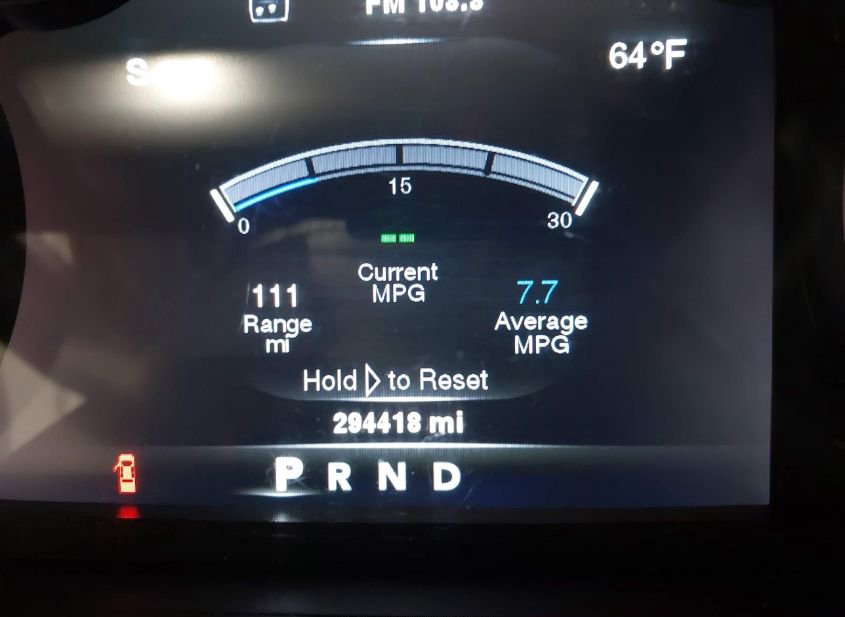 64°F
15
0
30
-- 
Current
MPG
111
Range
mi
7.7
Average
MPG
Hold ▷ to Reset
294418 mi
P R N D